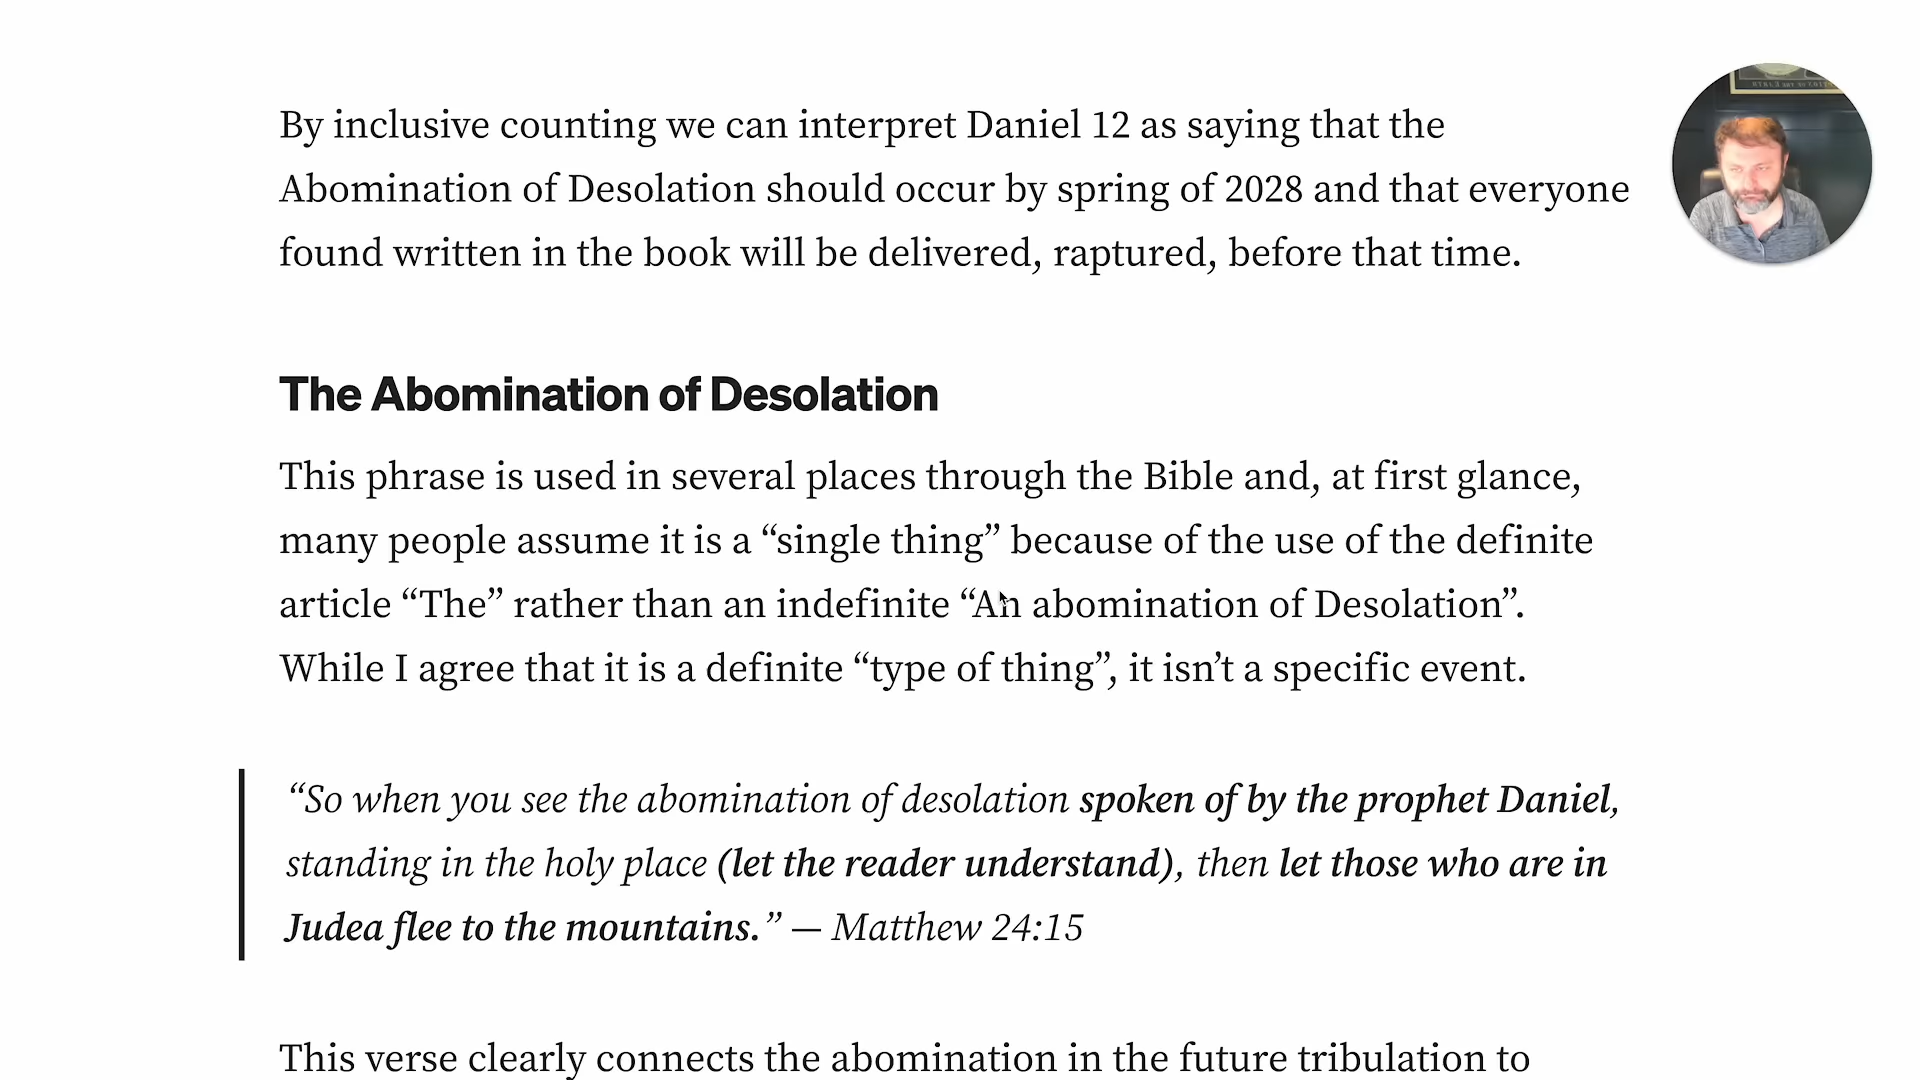 By inclusive counting we can interpret Daniel 12 as saying that the
Abomination of Desolation should occur by spring of 2028 and that everyone
found written in the book will be delivered, raptured, before that time.
The Abomination of Desolation
This phrase is used in several places through the Bible and, at first glance,
many people assume it is a “single thing” because of the use of the definite
article “The” rather than an indefinite “An abomination of Desolation”.
While I agree that it is a definite “type of thing”, it isn’t a specific event.
“So when you see the abomination of desolation spoken of by the prophet Daniel,
standing in the holy place (let the reader understand), then let those who are in
Judea flee to the mountains.” — Matthew 24:15
This verse clearly connects the abomination in the future tribulation to